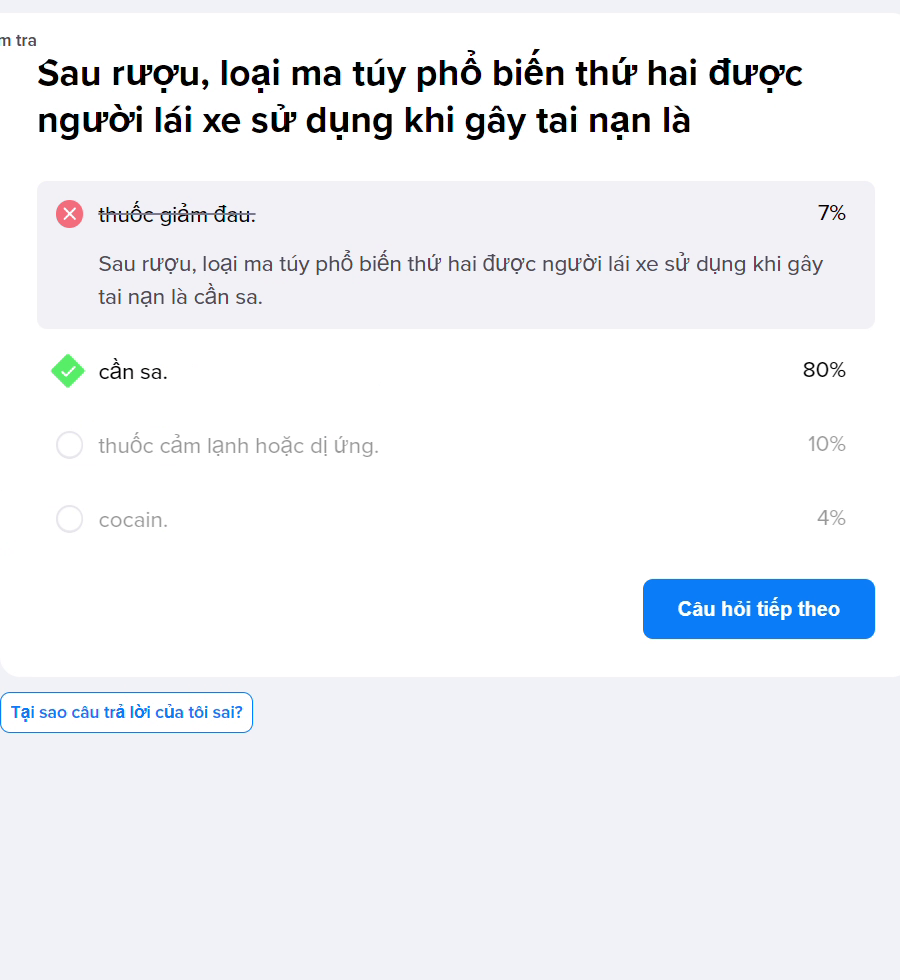 m tra
Sau rượu, loại ma túy phổ biến thứ hai được
người lái xe sử dụng khi gây tai nạn là
thuốc giảm đau.
7%
Sau rượu, loại ma túy phổ biến thứ hai được người lái xe sử dụng khi gây
tai nạn là cần sa.
cần sa.
80%
thuốc cảm lạnh hoặc dị ứng.
10%
cocain.
4%
Câu hỏi tiếp theo
Tại sao câu trả lời của tôi sai?